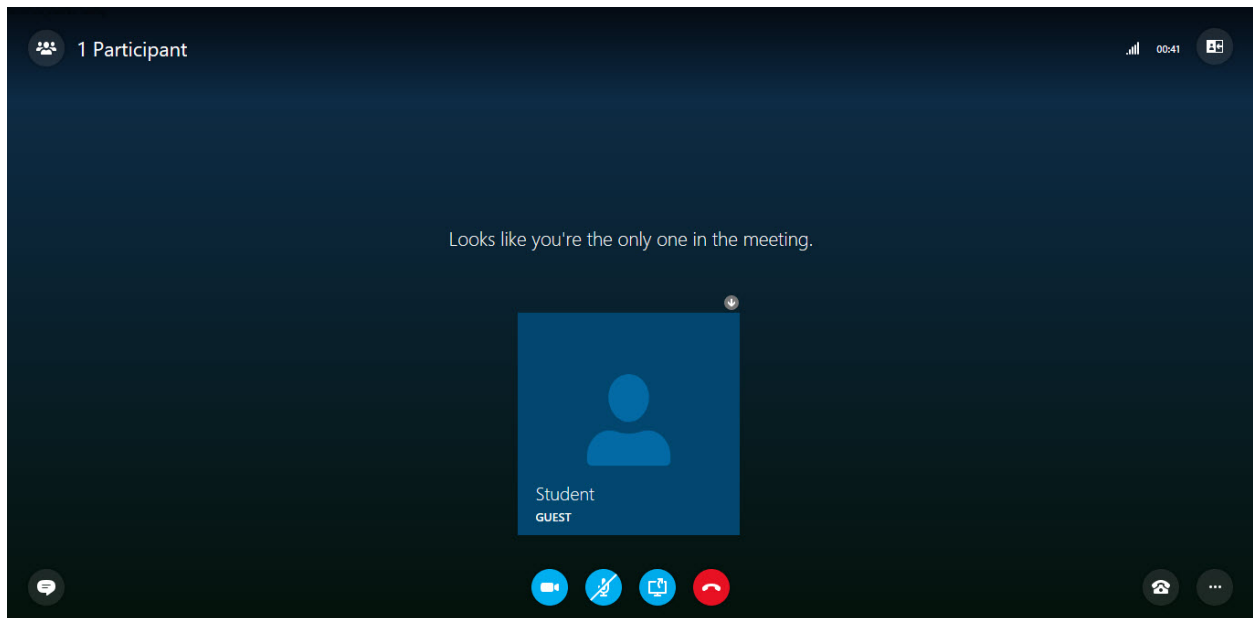 1 Participant
00:41
Looks like you're the only one in the meeting.
Student
GUEST